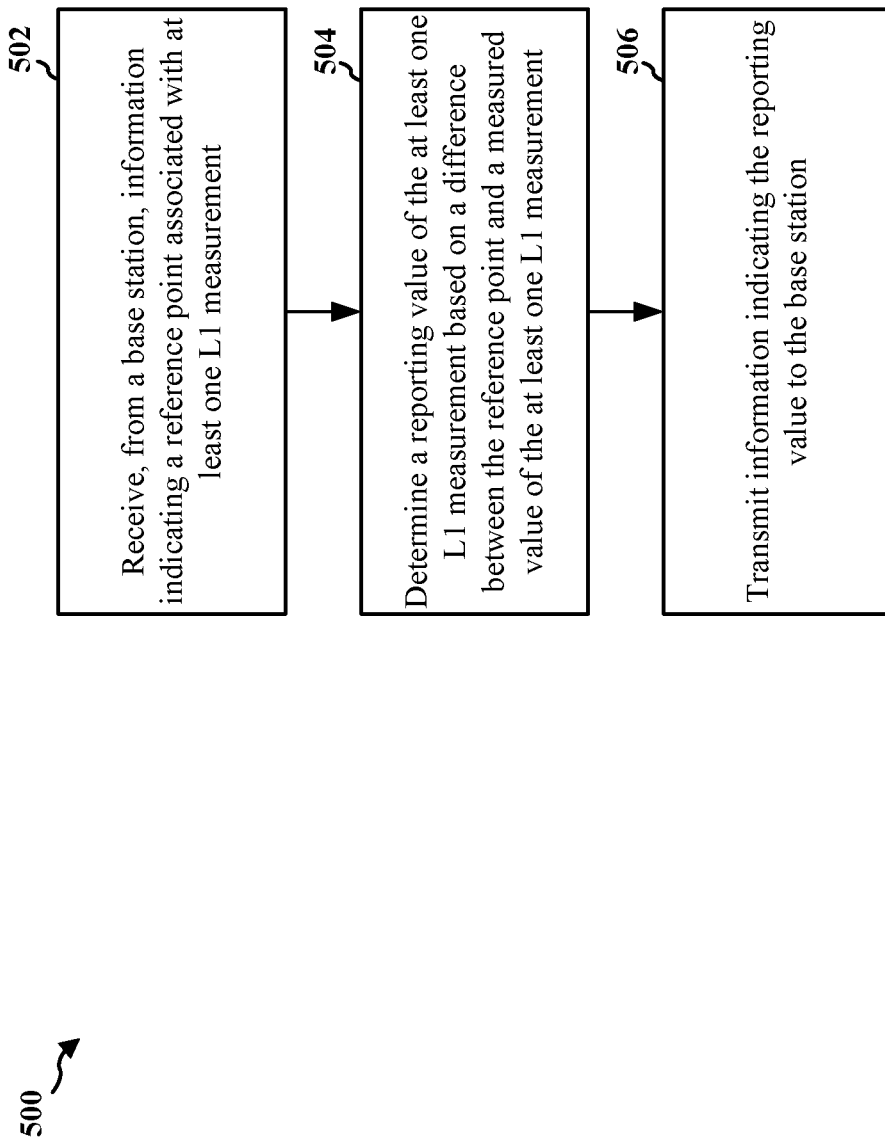 500
502
Receive, from a base station, information
indicating a reference point associated with at
least one L1 measurement
504
Determine a reporting value of the at least one
L1 measurement based on a difference
between the reference point and a measured
value of the at least one L1 measurement
506
Transmit information indicating the reporting
value to the base station